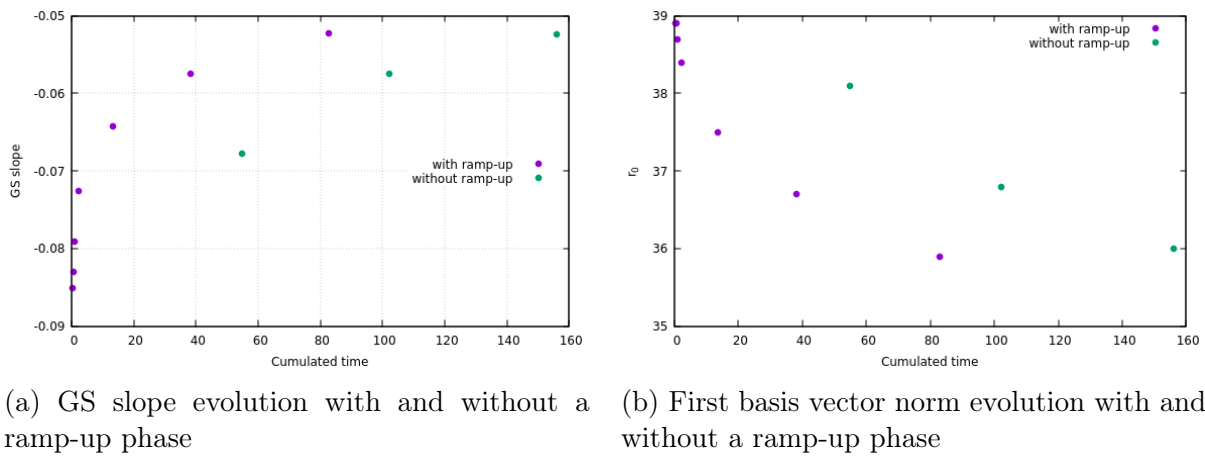 -0.05
-0.06
-0.07
-0.08
-0.09
GS slope
with ramp-up
without ramp-up
0 20 40 60 80 100 120 140 160
Cumulated time
39
38
37
36
35
r0
with ramp-up
without ramp-up
0 20 40 60 80 100 120 140 160
Cumulated time
(a) GS slope evolution with and without a
ramp-up phase
(b) First basis vector norm evolution with and
without a ramp-up phase